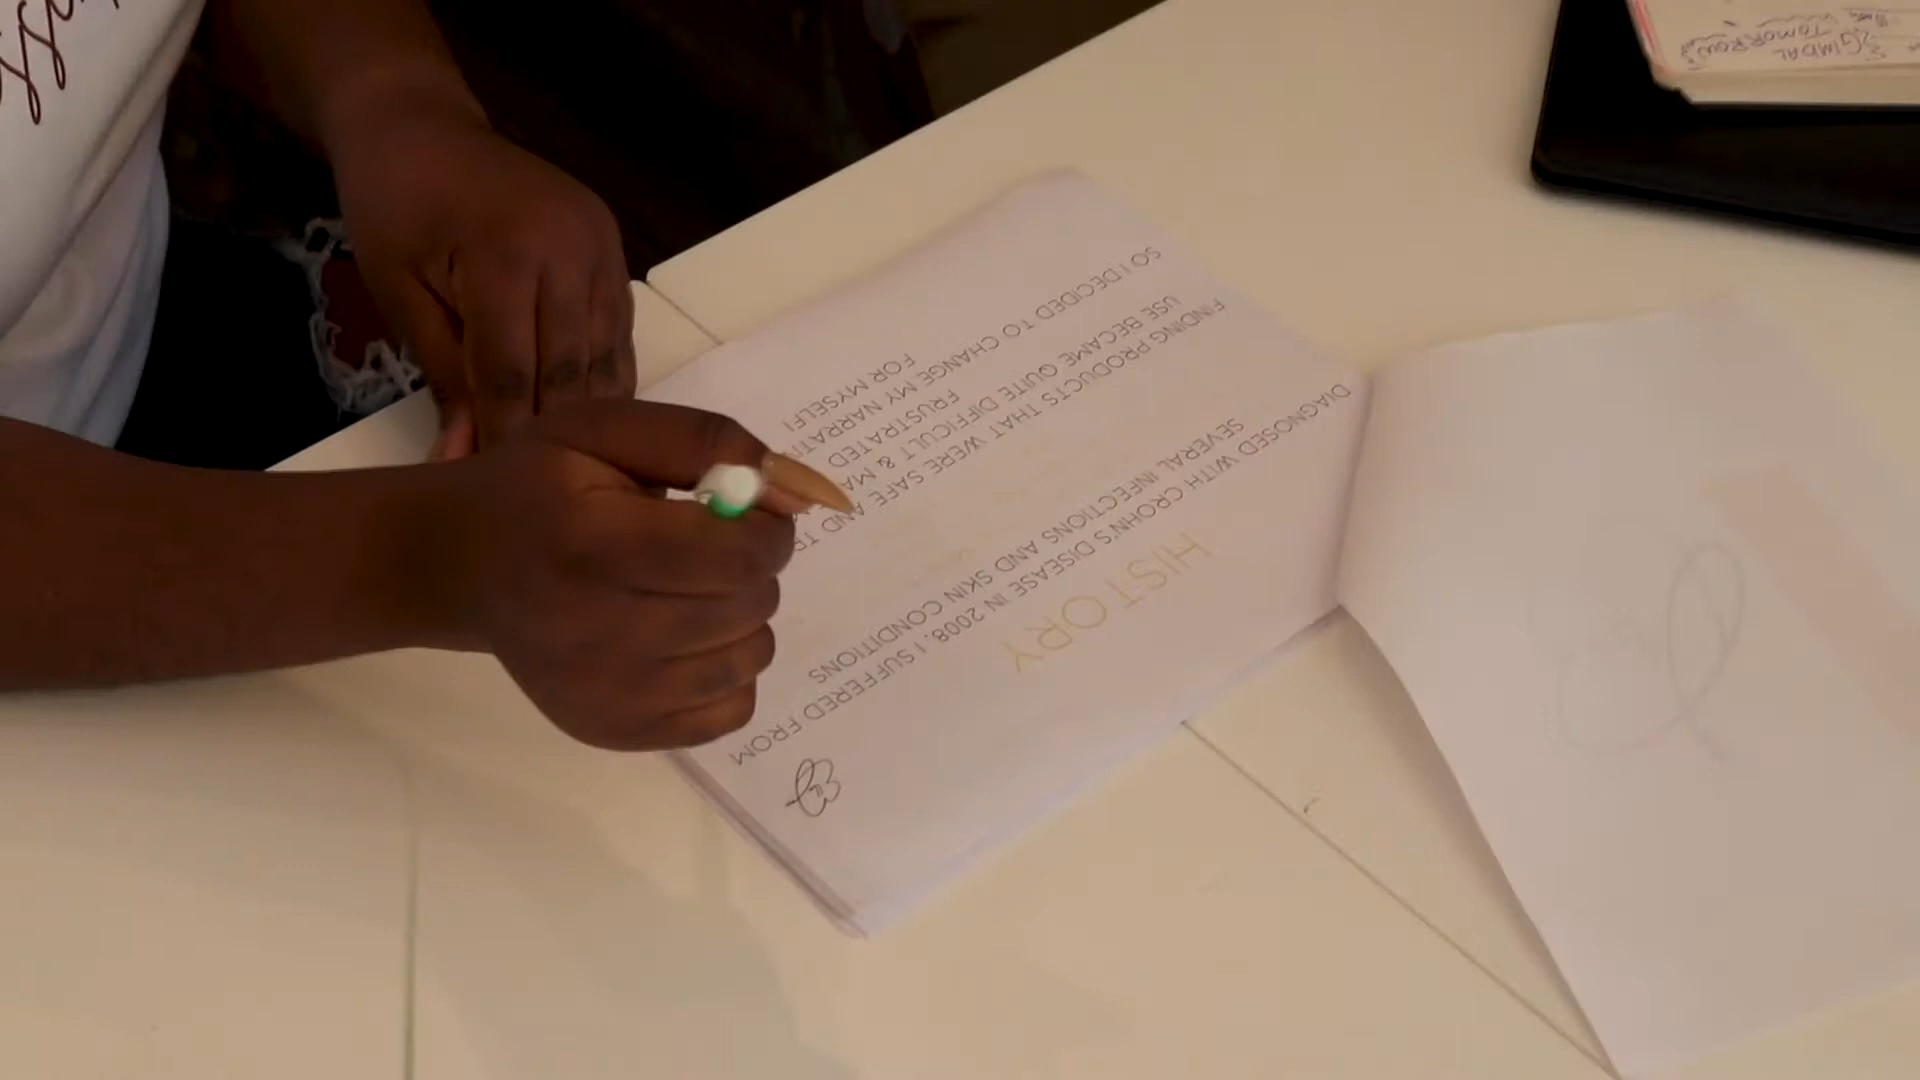 HISTORY
DIAGNOSED WITH CROHN'S DISEASE IN 2008. I SUFFERED FROM
SEVERAL INFECTIONS AND SKIN CONDITIONS
FINDING PRODUCTS THAT WERE SAFE AND
USE BECAME QUITE DIFFICULT &
FRUSTRATED
SO I DECIDED TO CHANGE MY
FOR MYSELF!
TOMORROW